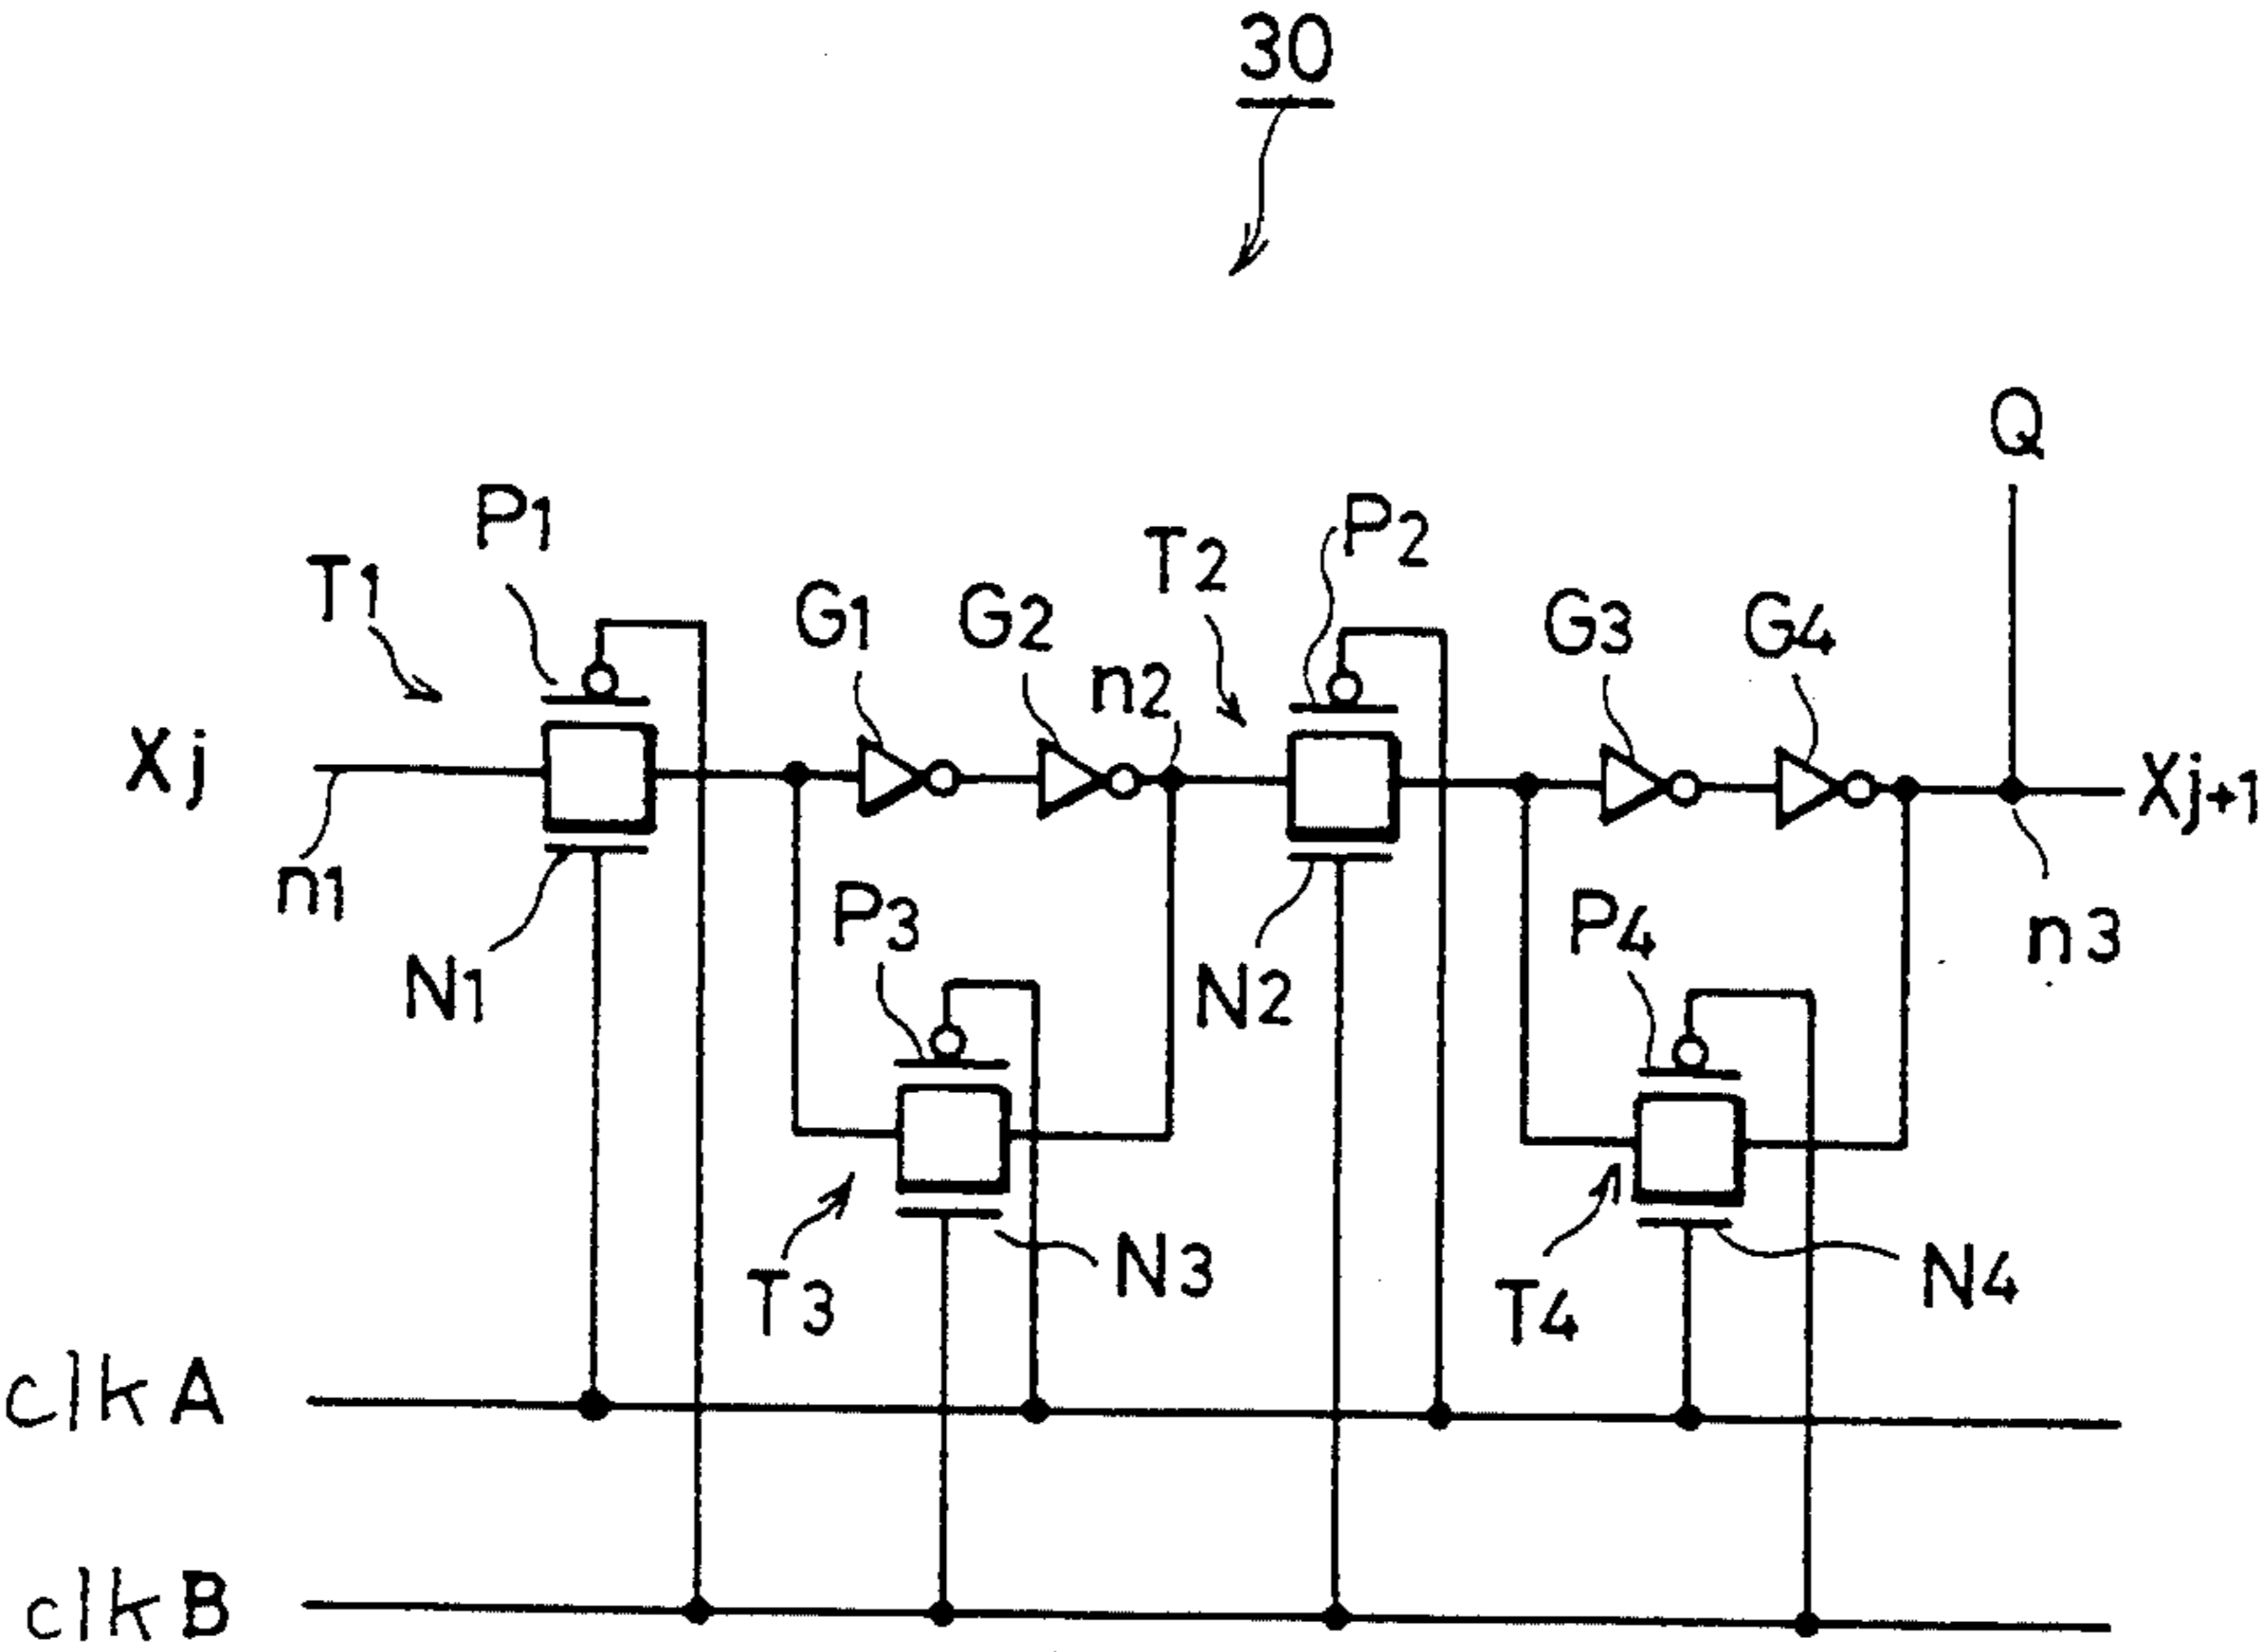 30
Q
P1
P2
T1
T2
G1
G2
G3
G4
n2
Xj
Xj+1
n1
P3
P4
n3
N1
N2
T3
N3
T4
N4
clkA
clkB